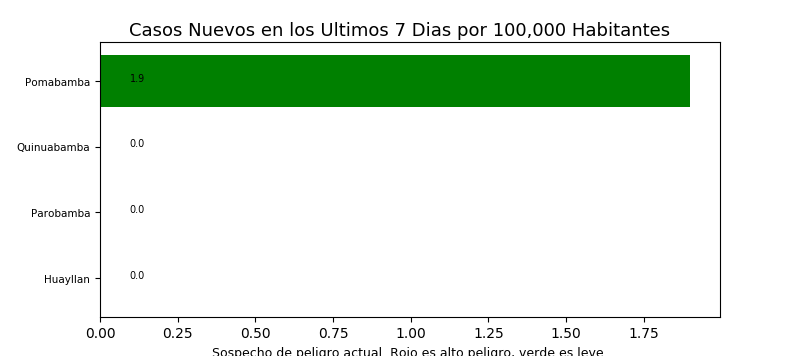 Casos Nuevos en los Ultimos 7 Dias por 100,000 Habitantes
Pomabamba 1.9
Quinuabamba 0.0
Parobamba 0.0
Huayllan 0.0
0.00 0.25 0.50 0.75 1.00 1.25 1.50 1.75
Sospecho de peligro actual. Rojo es alto peligro, verde es leve